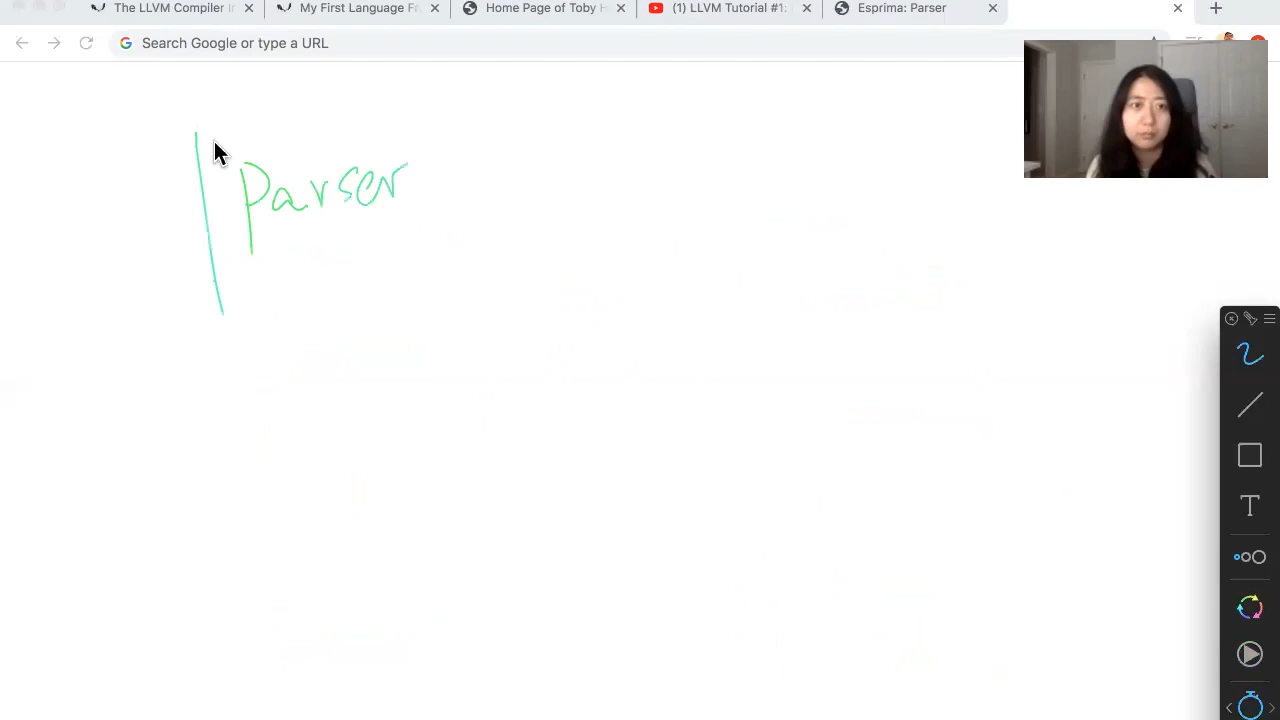 The LLVM Compiler In
My First Language Fr
Home Page of Toby H
(1) LLVM Tutorial #1:
Esprima: Parser
Search Google or type a URL
Parser
T